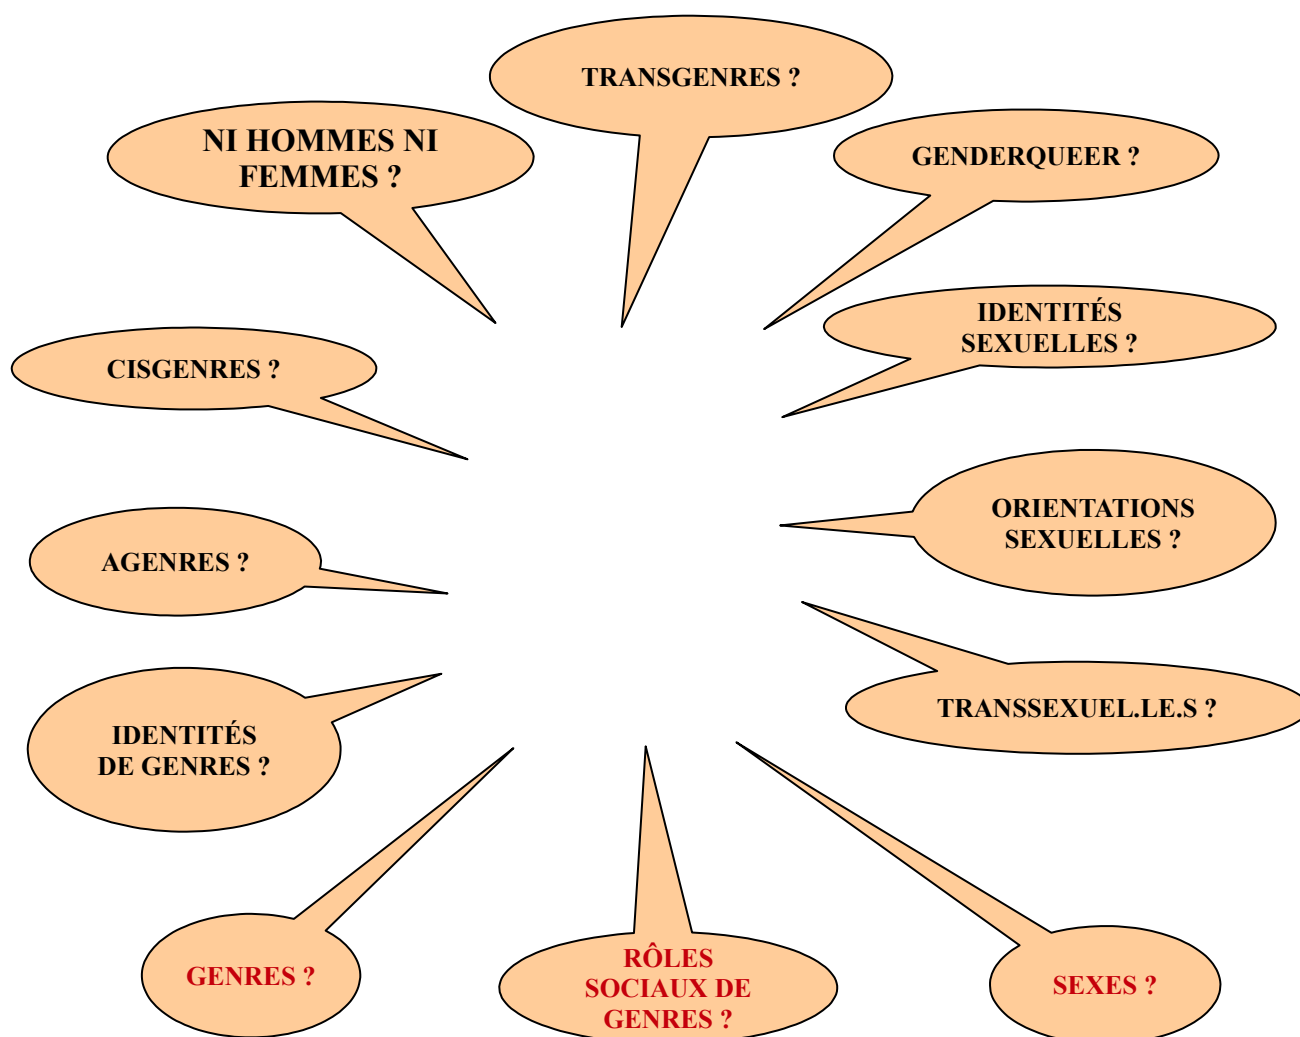 TRANSGENRES ?
NI HOMMES NI
FEMMES ?
GENDERQUEER ?
IDENTITÉS
SEXUELLES ?
CISGENRES ?
ORIENTATIONS
SEXUELLES ?
AGENRES ?
TRANSSEXUEL.LE.S ?
IDENTITÉS
DE GENRES ?
GENRES ?
RÔLES
SOCIAUX DE
GENRES ?
SEXES ?